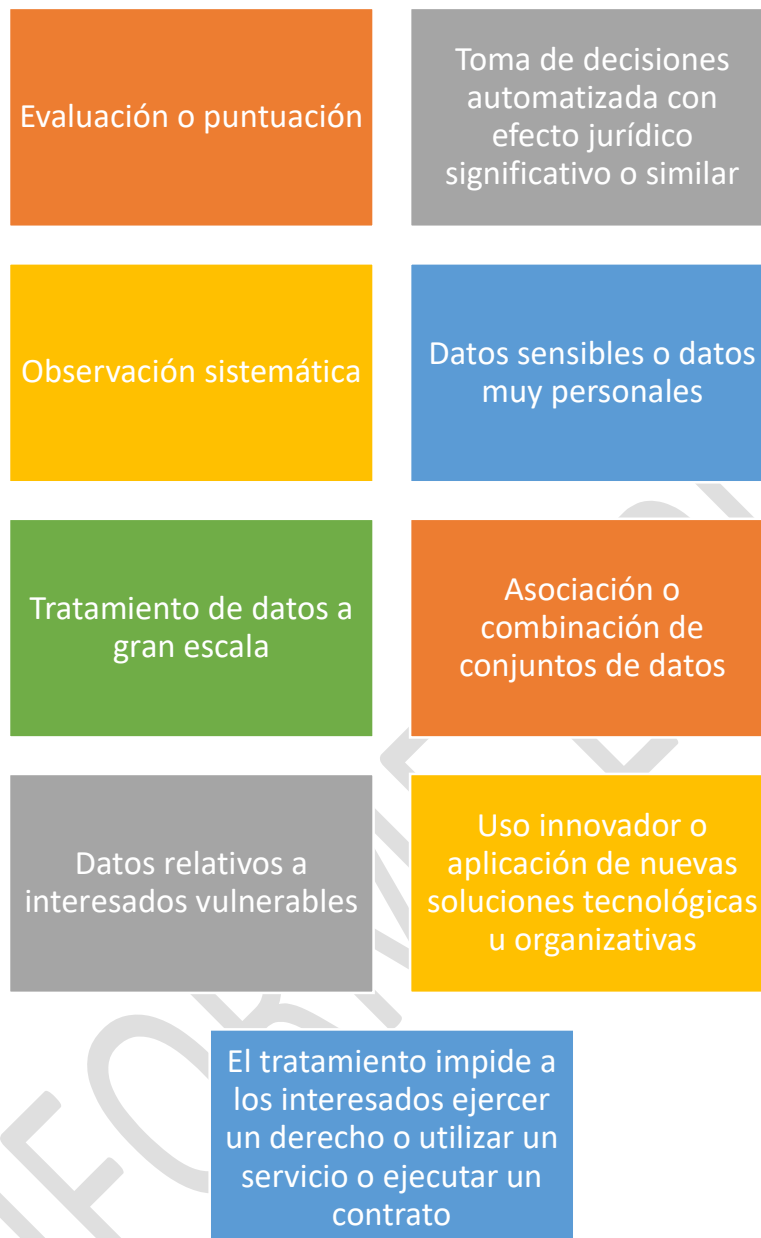 Evaluación o puntuación
Toma de decisiones
automatizada con
efecto jurídico
significativo o similar
Observación sistemática
Datos sensibles o datos
muy personales
Tratamiento de datos a
gran escala
Asociación o
combinación de
conjuntos de datos
Datos relativos a
interesados vulnerables
Uso innovador o
aplicación de nuevas
soluciones tecnológicas
u organizativas
El tratamiento impide a
los interesados ejercer
un derecho o utilizar un
servicio o ejecutar un
contrato